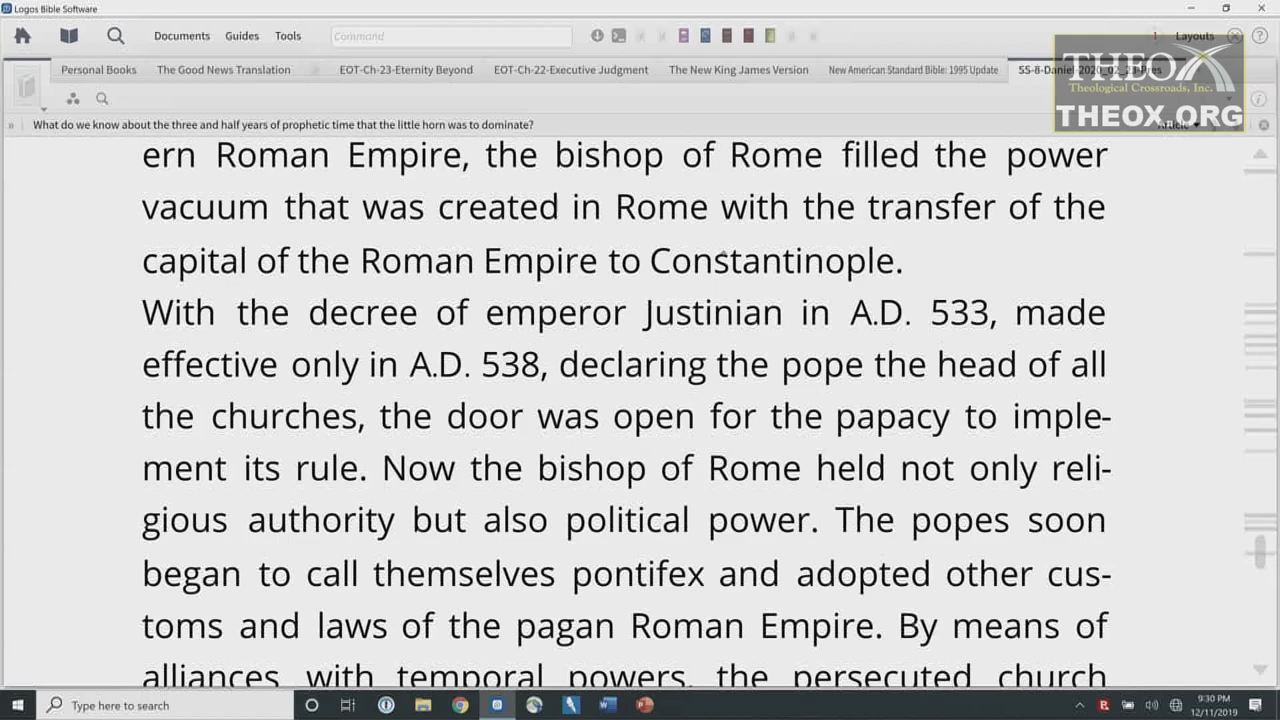 Logos Bible Software
Documents Guides Tools Command Layouts
THEOX
Theological Crossroads, Inc.
THEOX.ORG
Personal Books The Good News Translation The New King James Version New American Standard Bible: 1995 Update
EOT-Ch-22-Executive Judgment
What do we know about the three and half years of prophetic time that the little horn was to dominate?
ern Roman Empire, the bishop of Rome filled the power
vacuum that was created in Rome with the transfer of the
capital of the Roman Empire to Constantinople.
With the decree of emperor Justinian in A.D. 533, made
effective only in A.D. 538, declaring the pope the head of all
the churches, the door was open for the papacy to imple-
ment its rule. Now the bishop of Rome held not only reli-
gious authority but also political power. The popes soon
began to call themselves pontifex and adopted other cus-
toms and laws of the pagan Roman Empire. By means of
alliances with temporal powers, the persecuted church
Type here to search
9:30 PM
12/11/2019